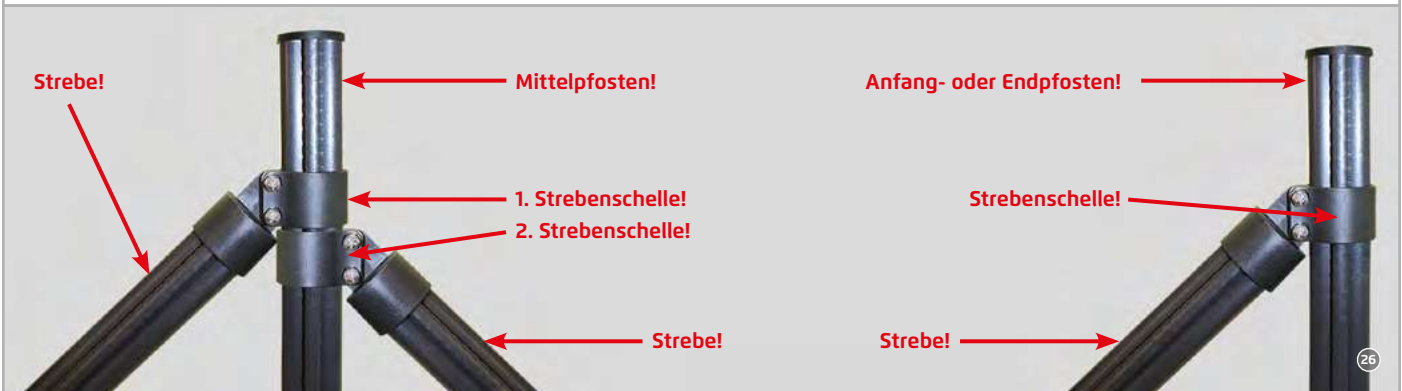 Strebe!
Mittelpfosten!
1. Strebenschelle!
2. Strebenschelle!
Strebe!
Anfang- oder Endpfosten!
Strebenschelle!
Strebe!
26